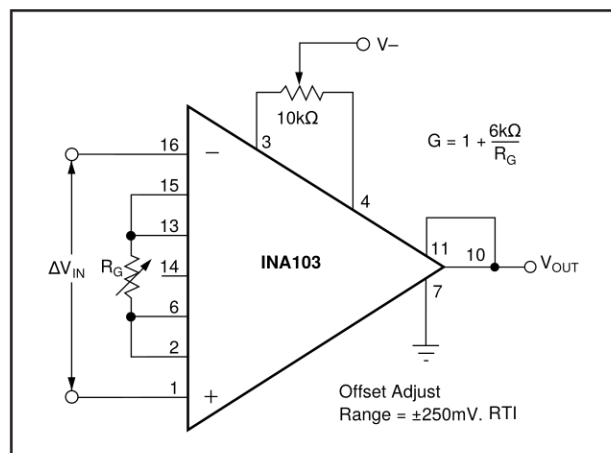 V–
10kΩ
3
4
G = 1 + 6kΩ / R_G
16
–
15
13
14
6
2
1
+
R_G
ΔV_IN
INA103
11
10
V_OUT
7
Offset Adjust
Range = ±250mV. RTI